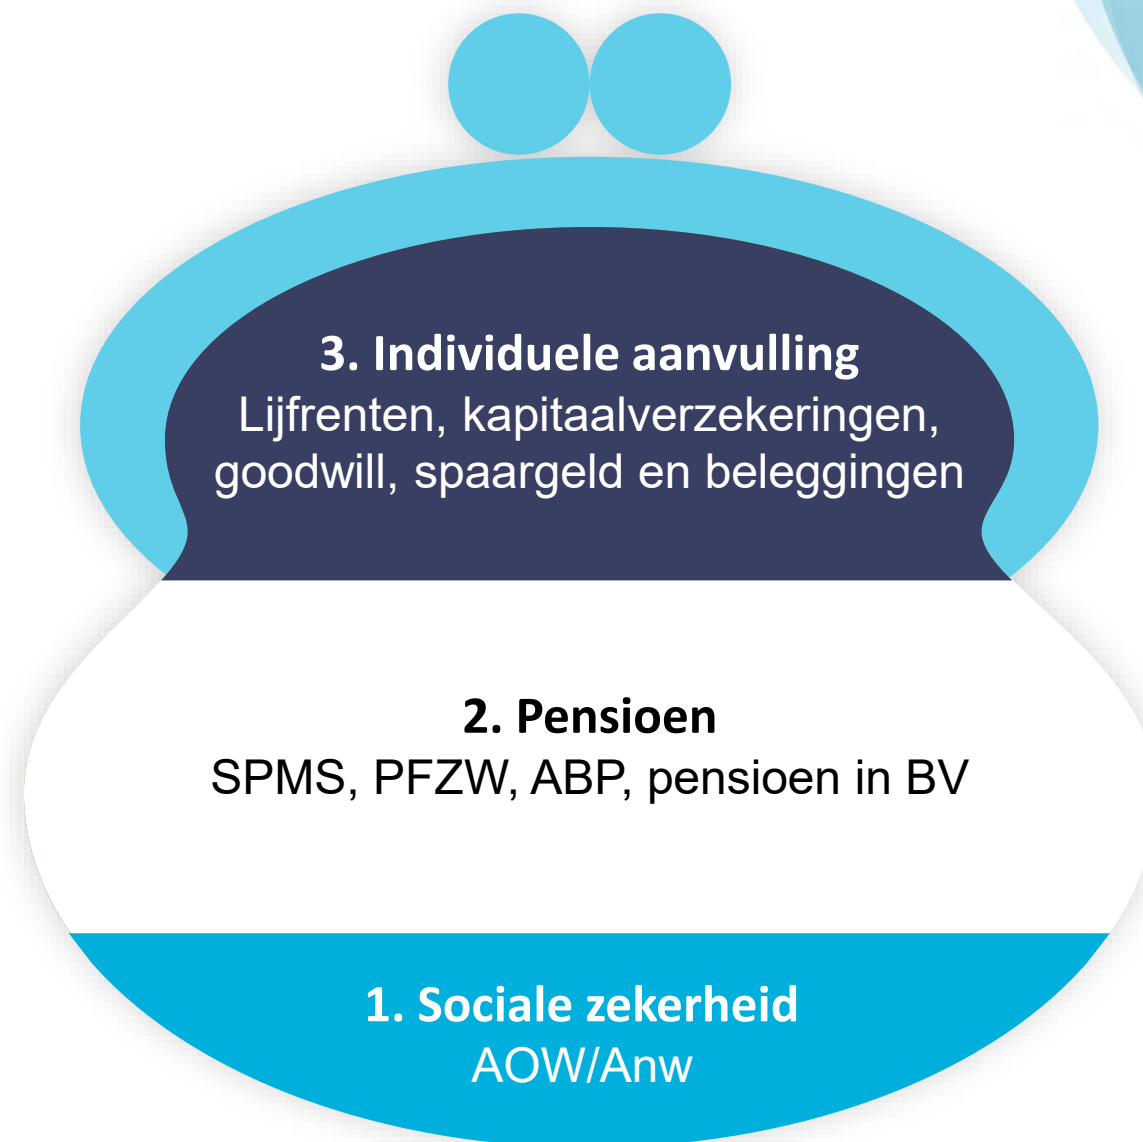 3. Individuele aanvulling
Lijfrenten, kapitaalverzekeringen,
goodwill, spaargeld en beleggingen
2. Pensioen
SPMS, PFZW, ABP, pensioen in BV
1. Sociale zekerheid
AOW/Anw